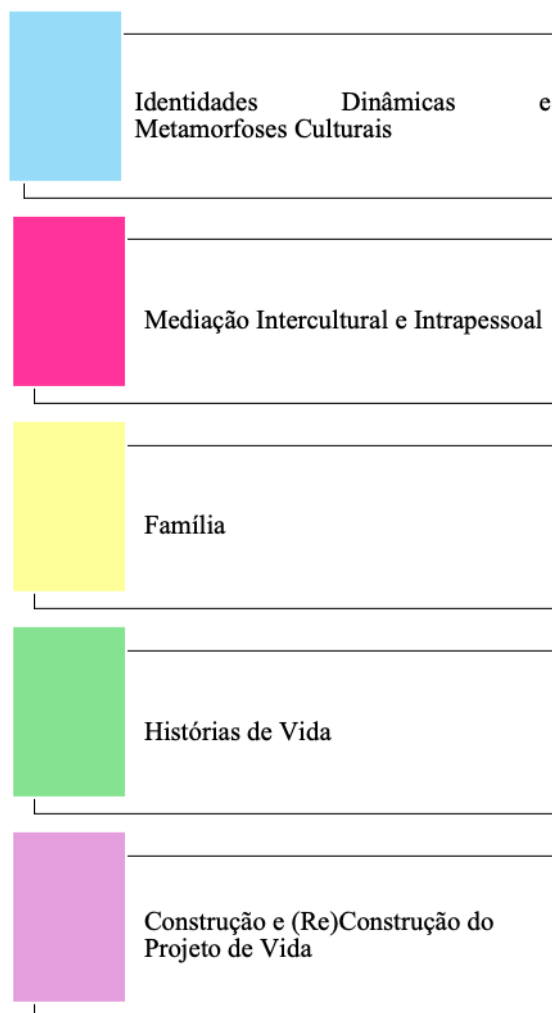 Identidades Dinâmicas e
Metamorfoses Culturais
Mediação Intercultural e Intrapessoal
Família
Histórias de Vida
Construção e (Re)Construção do
Projeto de Vida